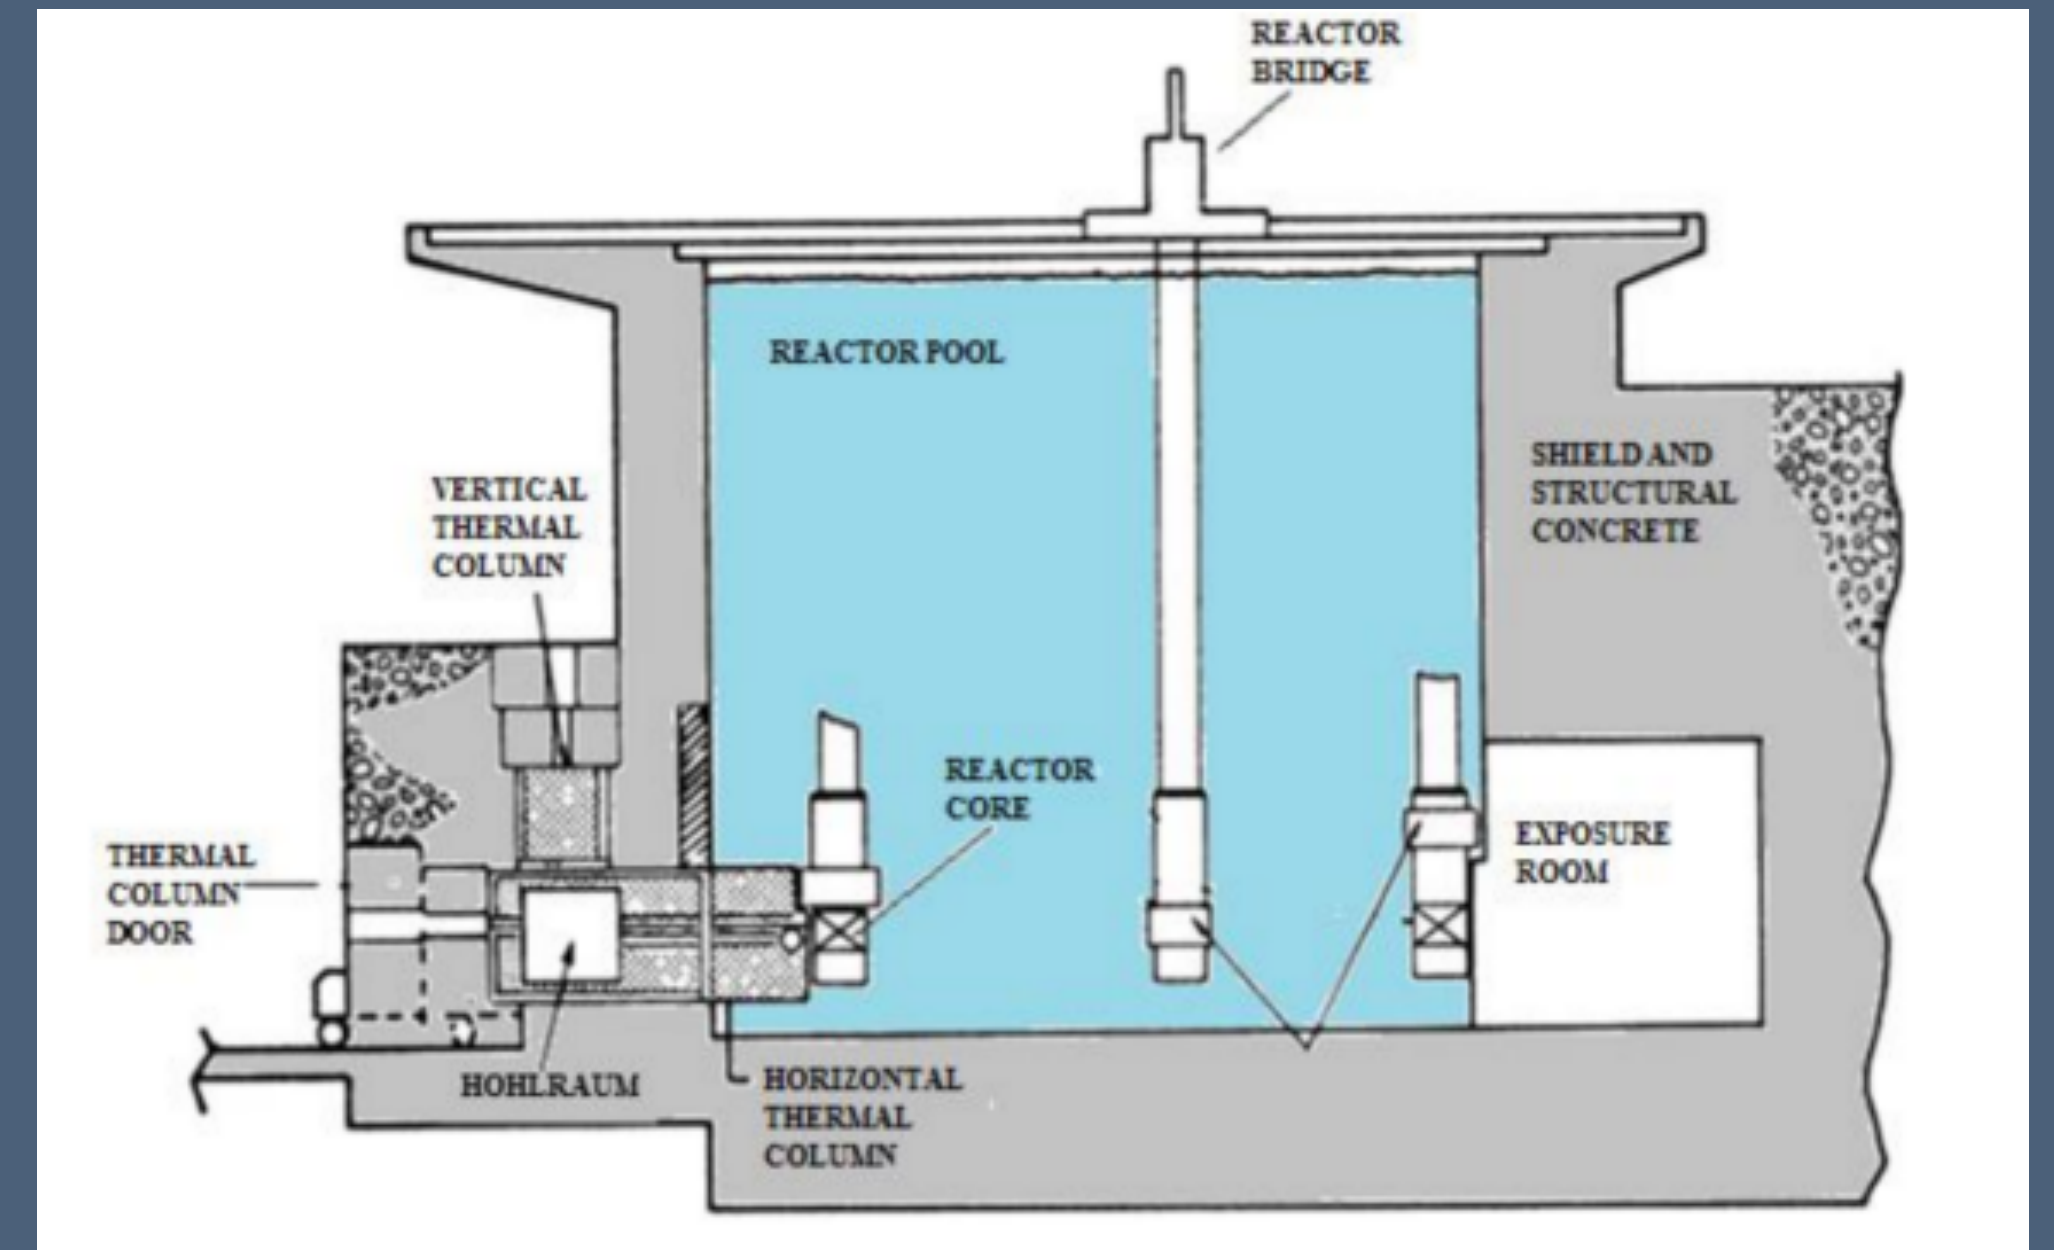 REACTOR
BRIDGE
REACTOR POOL
SHIELD AND
STRUCTURAL
CONCRETE
VERTICAL
THERMAL
COLUMN
REACTOR
CORE
EXPOSURE
ROOM
THERMAL
COLUMN
DOOR
HOHLRAUM
HORIZONTAL
THERMAL
COLUMN